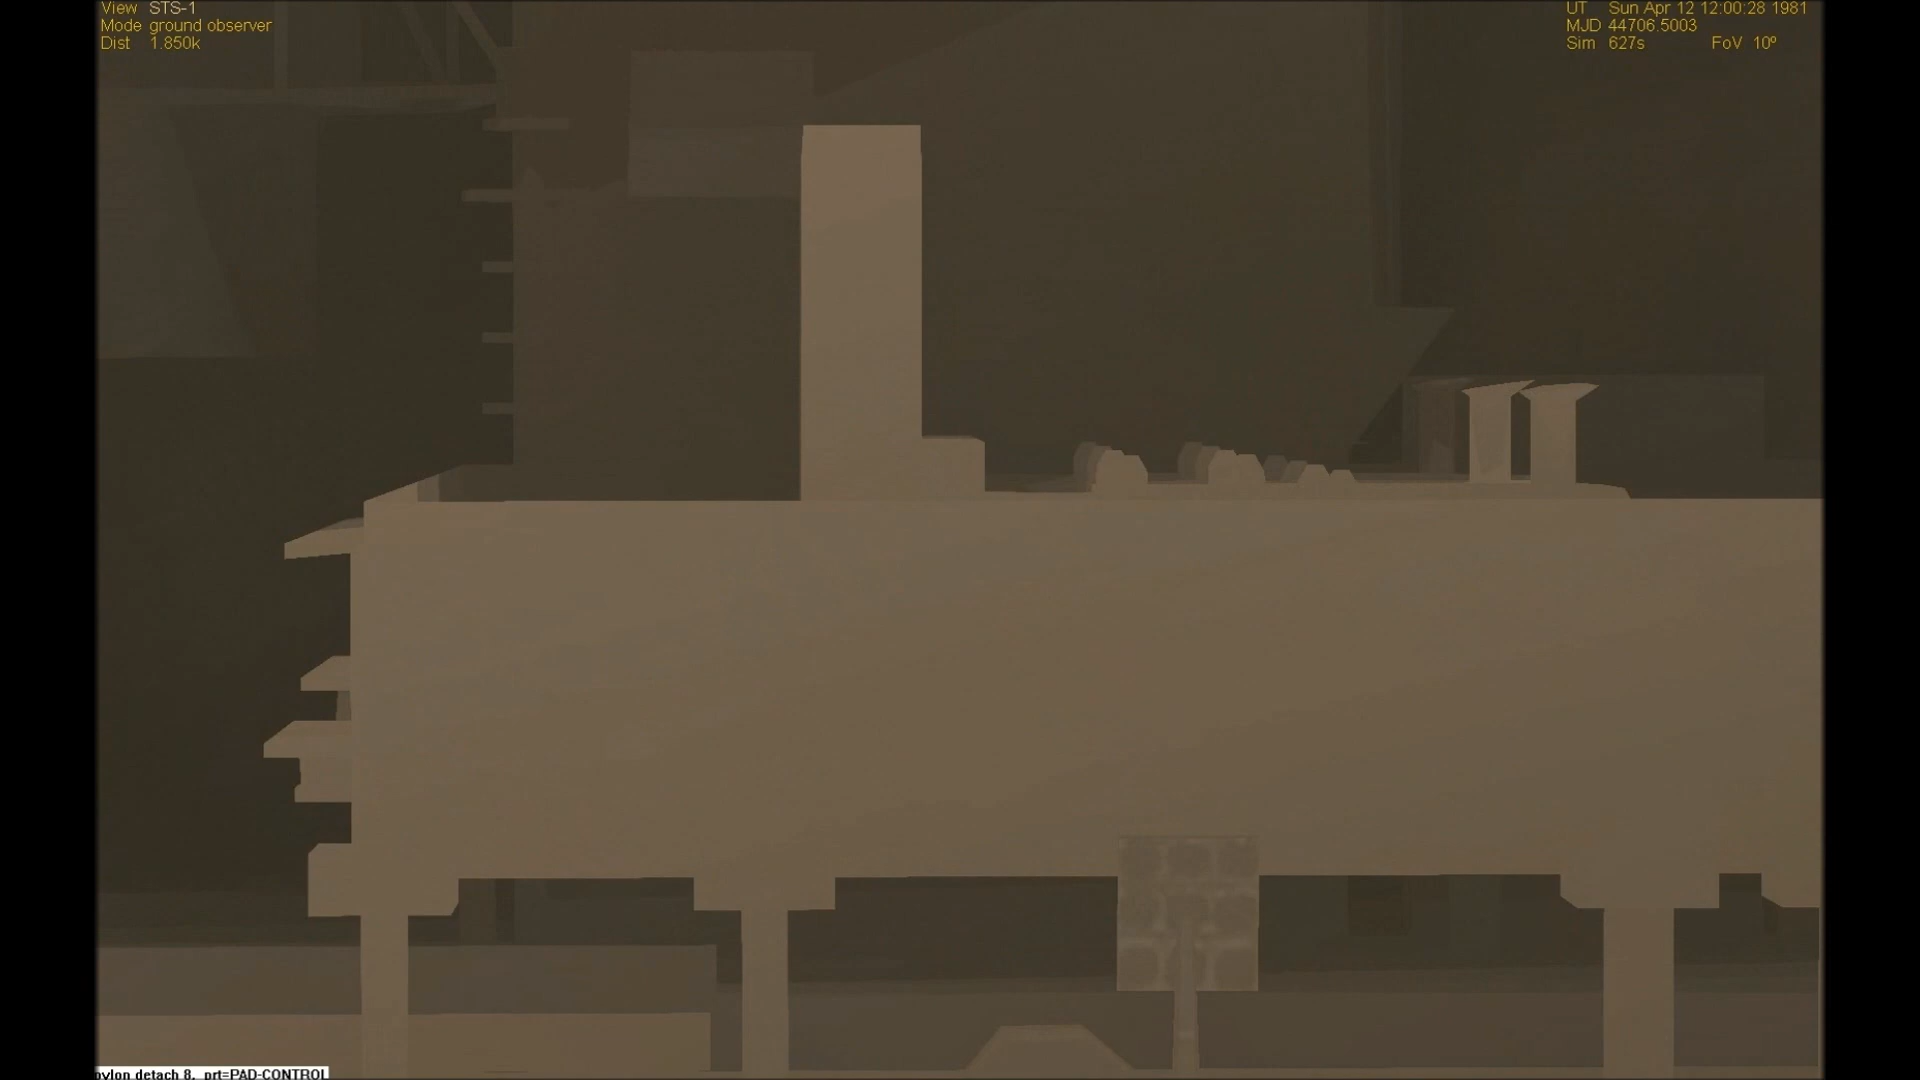 View STS-1
Mode ground observer
Dist 1.850k
UT Sun Apr 12 12:00:28 1981
MJD 44706.5003
Sim 627s FoV 10º
pylon detach 8, prt=PAD-CONTROL